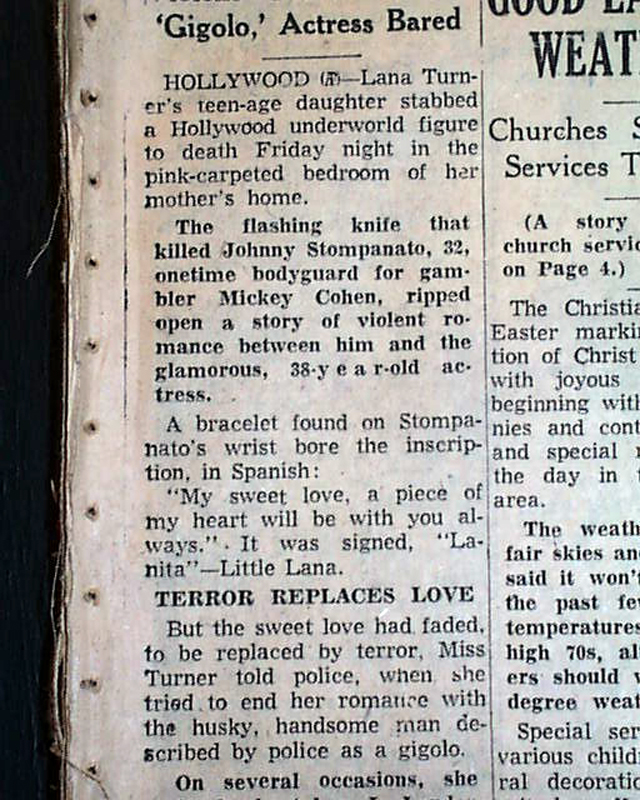 'Gigolo,' Actress Bared
HOLLYWOOD (AP)—Lana Turn-
er's teen-age daughter stabbed
a Hollywood underworld figure
to death Friday night in the
pink-carpeted bedroom of her
mother's home.
The flashing knife that
killed Johnny Stompanato, 32,
onetime bodyguard for gam-
bler Mickey Cohen, ripped
open a story of violent ro-
mance between him and the
glamorous, 38-year-old ac-
tress.
A bracelet found on Stompa-
nato's wrist bore the inscrip-
tion, in Spanish:
"My sweet love, a piece of
my heart will be with you al-
ways." It was signed, "La-
nita"—Little Lana.
TERROR REPLACES LOVE
But the sweet love had faded,
to be replaced by terror, Miss
Turner told police, when she
tried to end her romance with
the husky, handsome man de-
scribed by police as a gigolo.
On several occasions, she
GOOD
WEAT
Churches S
Services T
(A story
church servic
on Page 4.)
The Christia
Easter markin
tion of Christ
with joyous
beginning with
nies and cont
and special
the day in
area.
The weath
fair skies an
said it won't
the past fe
temperatures
high 70s, al
ers should
degree weat
Special ser
various child
ral decorati